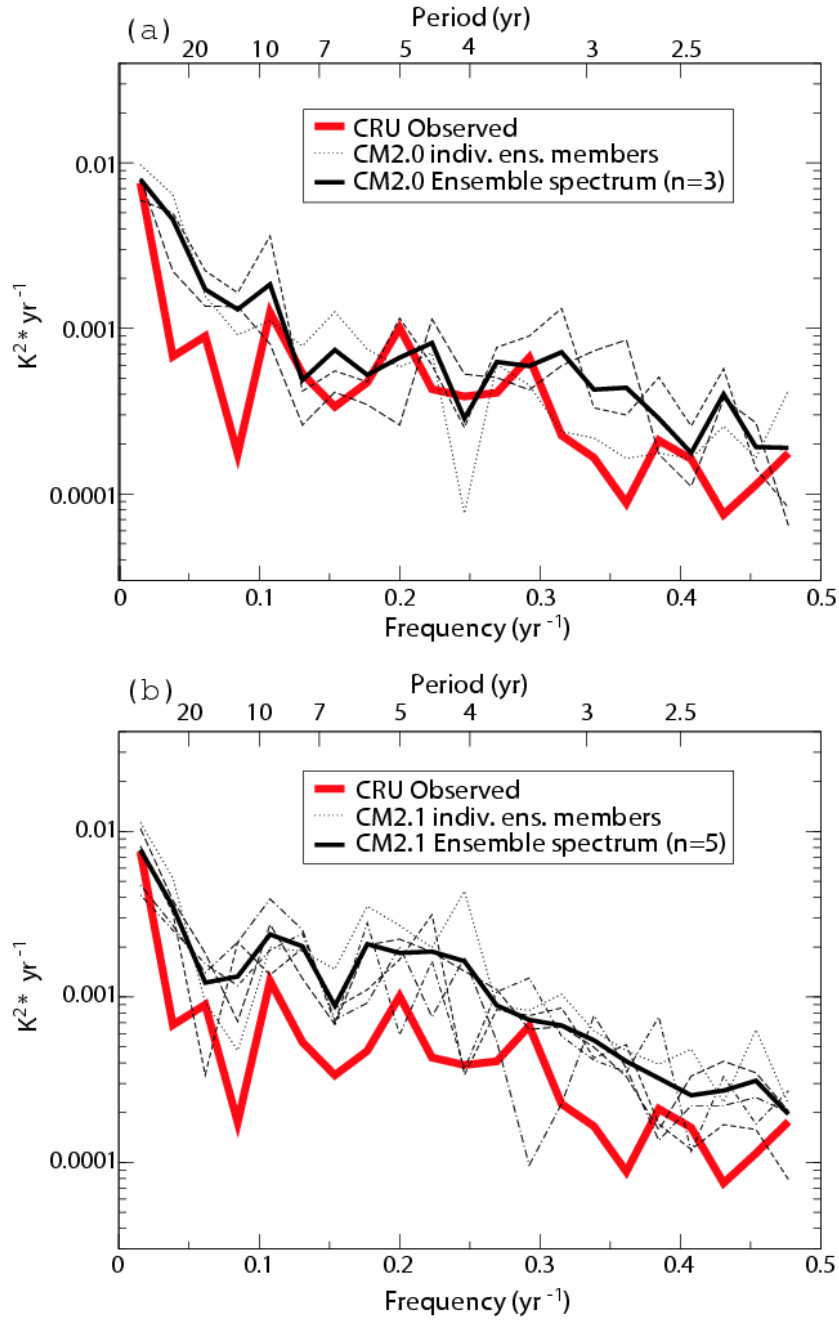 (a)
Period (yr)
20 10 7 5 4 3 2.5
CRU Observed
CM2.0 indiv. ens. members
CM2.0 Ensemble spectrum (n=3)
0.01
0.001
0.0001
K²* yr⁻¹
0 0.1 0.2 0.3 0.4 0.5
Frequency (yr ⁻¹)
(b)
Period (yr)
20 10 7 5 4 3 2.5
CRU Observed
CM2.1 indiv. ens. members
CM2.1 Ensemble spectrum (n=5)
0.01
0.001
0.0001
K²* yr⁻¹
0 0.1 0.2 0.3 0.4 0.5
Frequency (yr⁻¹)